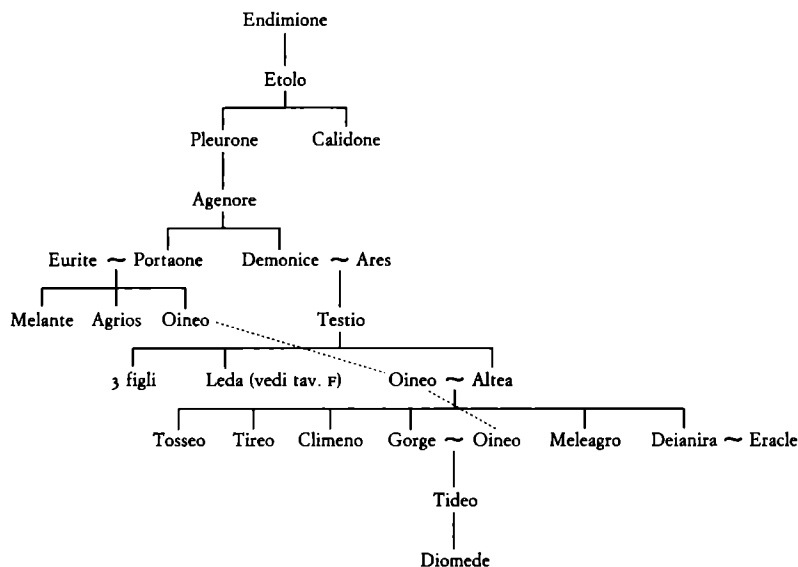 Endimione
Etolo
Pleurone Calidone
Agenore
Eurite ~ Portaone Demonice ~ Ares
Melante Agrios Oineo Testio
3 figli Leda (vedi tav. F) Oineo ~ Altea
Tosseo Tireo Climeno Gorge ~ Oineo Meleagro Deianira ~ Eracle
Tideo
Diomede